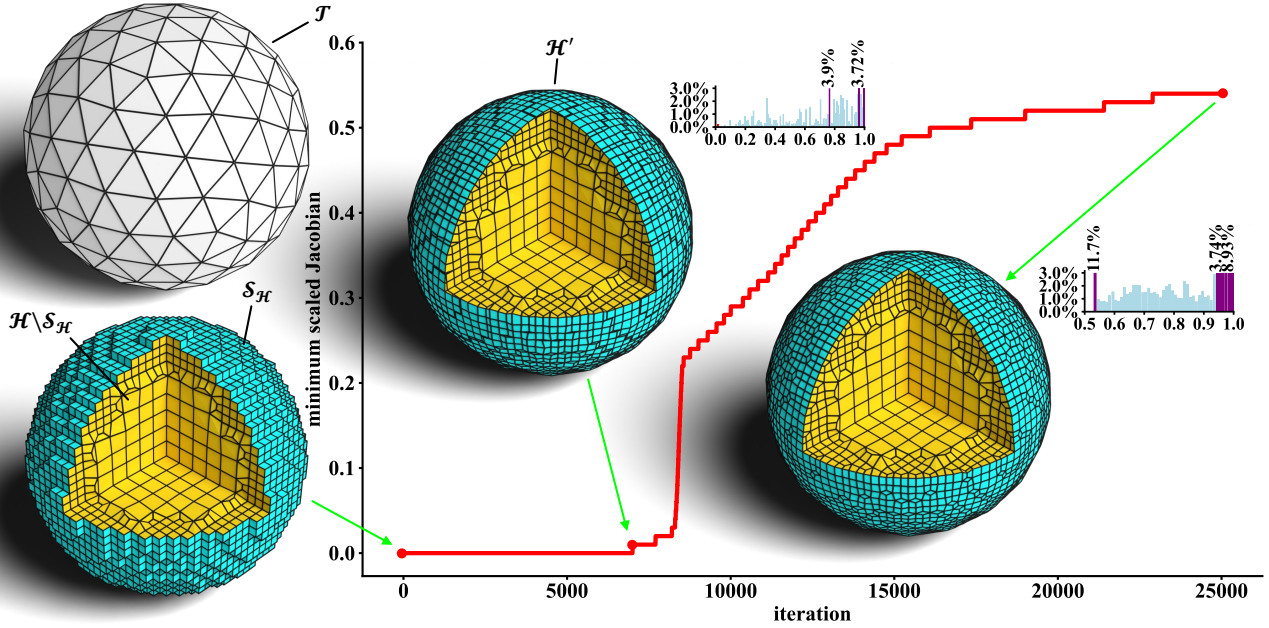 𝒯
ℋ\𝒮ℋ
𝒮ℋ
ℋ′
minimum scaled Jacobian
0.6
0.5
0.4
0.3
0.2
0.1
0.0
0 5000 10000 15000 20000 25000
iteration
3.9% 3.72%
3.0%
2.0%
1.0%
0.0%
0.0 0.2 0.4 0.6 0.8 1.0
11.7% 3.74% 8.93%
3.0%
2.0%
1.0%
0.0%
0.5 0.6 0.7 0.8 0.9 1.0